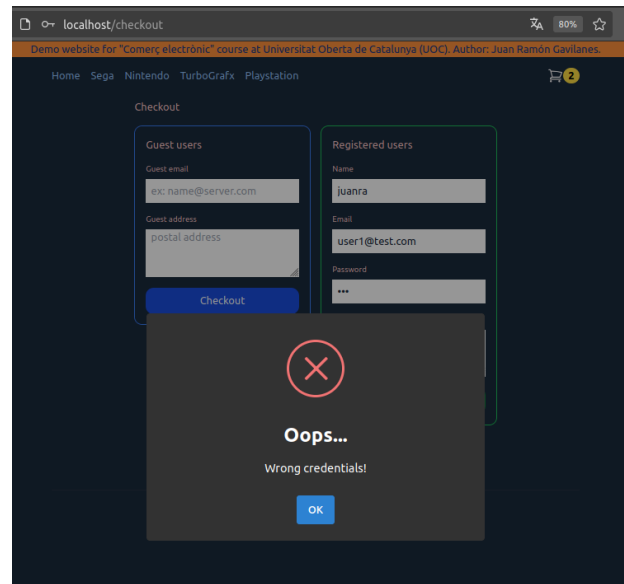 localhost/checkout
80%
Demo website for "Comerç electrònic" course at Universitat Oberta de Catalunya (UOC). Author: Juan Ramón Gavilanes.
Home Sega Nintendo TurboGrafx Playstation
2
Checkout
Guest users
Guest email
ex: name@server.com
Guest address
postal address
Checkout
Registered users
Name
juanra
Email
user1@test.com
Password
•••
Oops...
Wrong credentials!
OK